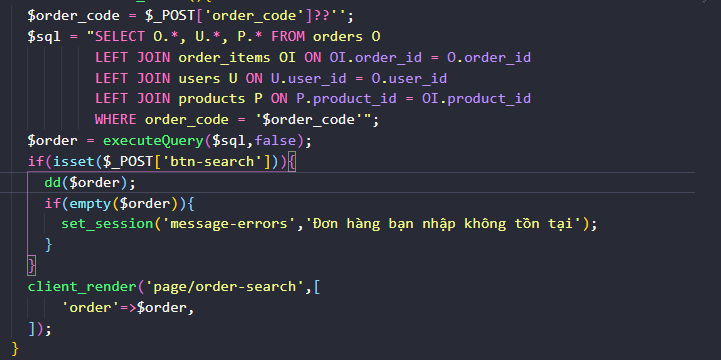 $order_code = $_POST['order_code']??'';
$sql = "SELECT O.*, U.*, P.* FROM orders O
LEFT JOIN order_items OI ON OI.order_id = O.order_id
LEFT JOIN users U ON U.user_id = O.user_id
LEFT JOIN products P ON P.product_id = OI.product_id
WHERE order_code = '$order_code'";
$order = executeQuery($sql,false);
if(isset($_POST['btn-search'])){
dd($order);
if(empty($order)){
set_session('message-errors','Đơn hàng bạn nhập không tồn tại');
}
}
client_render('page/order-search',[
'order'=>$order,
]);
}